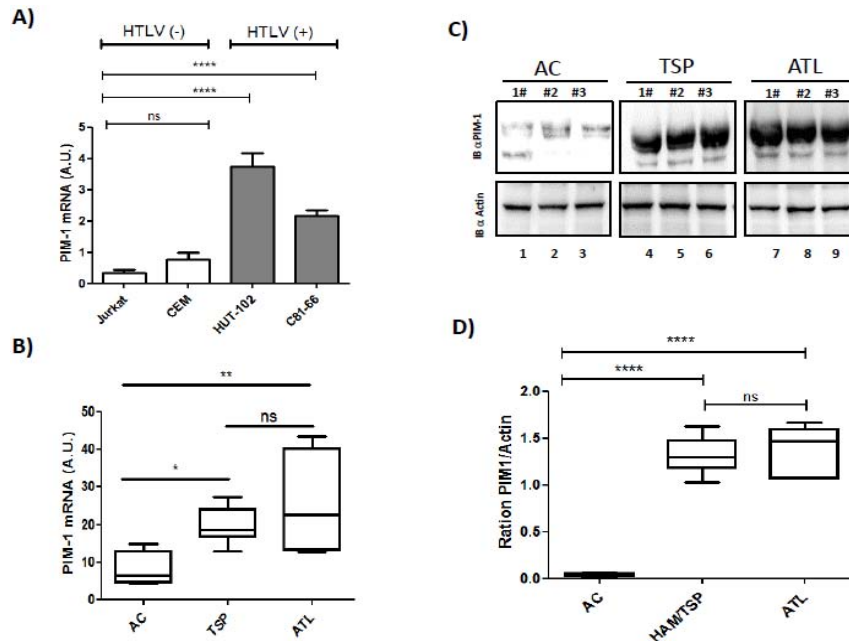 A)
HTLV (-) HTLV (+)
****
****
ns
PIM-1 mRNA (A.U.)
5
4
3
2
1
0
Jurkat CEM HUT-102 C81-66
B)
**
ns
*
PIM-1 mRNA (A.U.)
50
40
30
20
10
0
AC TSP ATL
C)
AC TSP ATL
1# #2 #3 1# #2 #3 1# #2 #3
IB α PIM-1
IB α Actin
1 2 3 4 5 6 7 8 9
D)
****
****
ns
Ration PIM1/Actin
2.0
1.5
1.0
0.5
0.0
AC HAM/TSP ATL